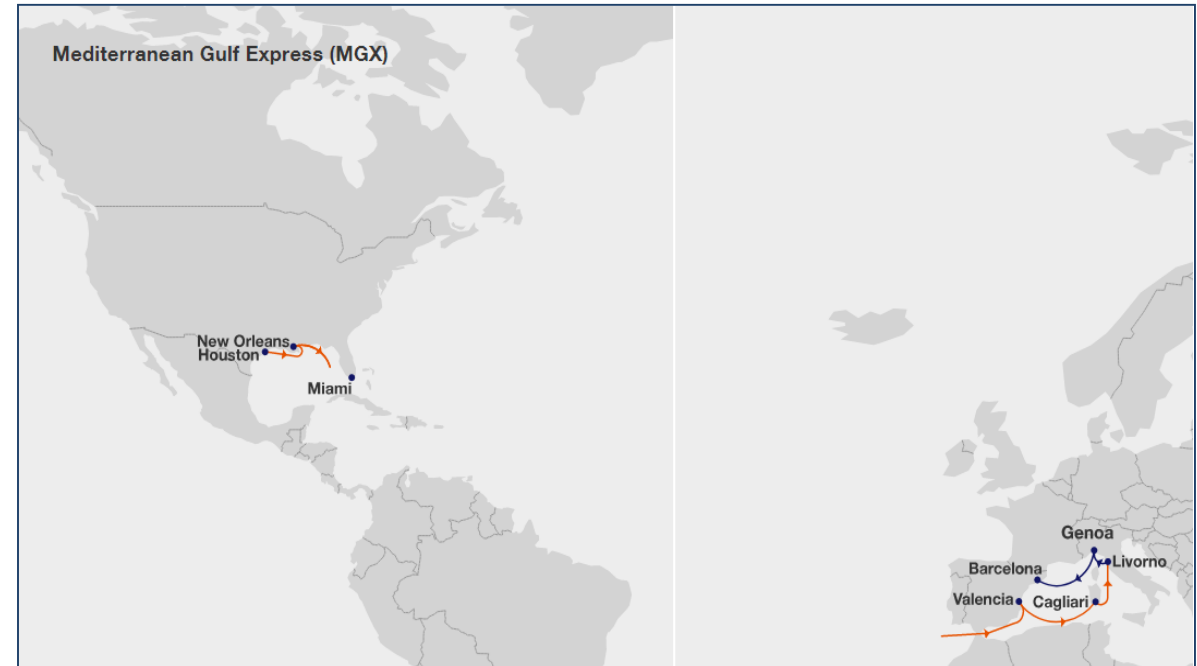 Mediterranean Gulf Express (MGX)
New Orleans
Houston
Miami
Genoa
Livorno
Barcelona
Valencia
Cagliari